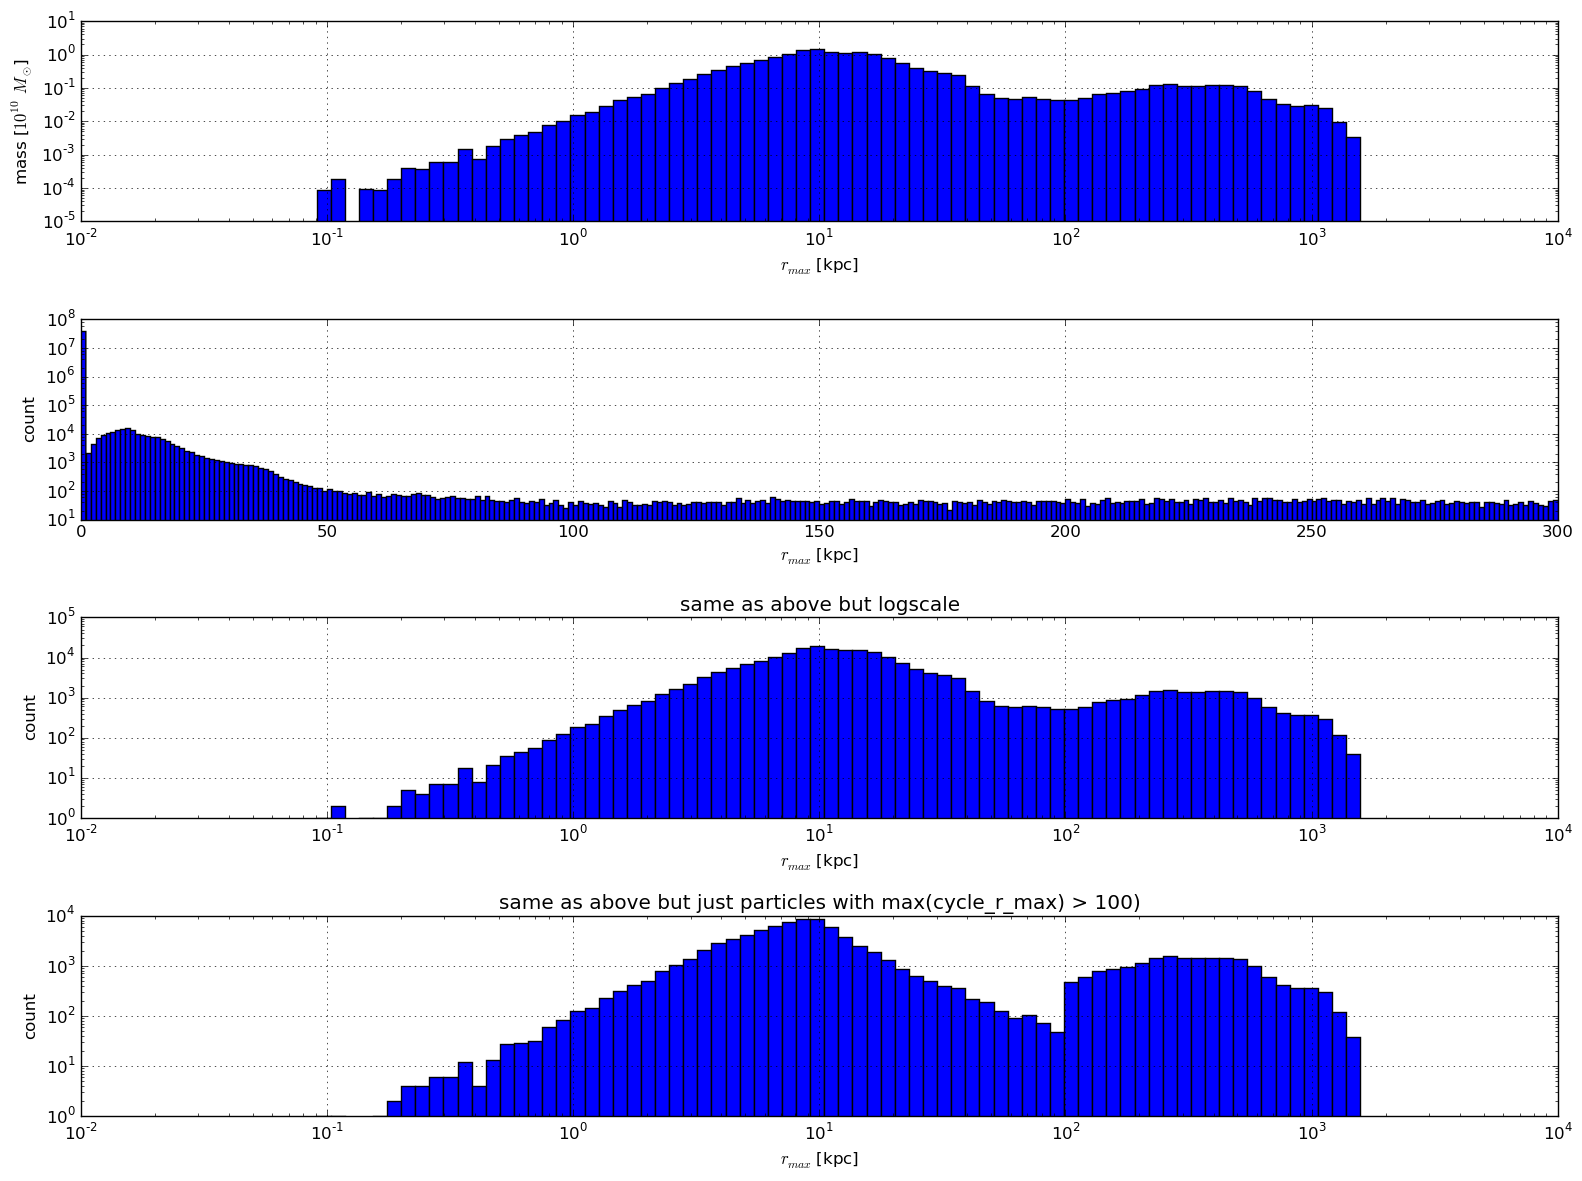 mass [10^10 M_⊙]
10^1
10^0
10^-1
10^-2
10^-3
10^-4
10^-5
10^-2 10^-1 10^0 10^1 10^2 10^3 10^4
r_max [kpc]
count
10^8
10^7
10^6
10^5
10^4
10^3
10^2
10^1
0 50 100 150 200 250 300
r_max [kpc]
same as above but logscale
count
10^5
10^4
10^3
10^2
10^1
10^0
10^-2 10^-1 10^0 10^1 10^2 10^3 10^4
r_max [kpc]
same as above but just particles with max(cycle_r_max) > 100)
count
10^4
10^3
10^2
10^1
10^0
10^-2 10^-1 10^0 10^1 10^2 10^3 10^4
r_max [kpc]